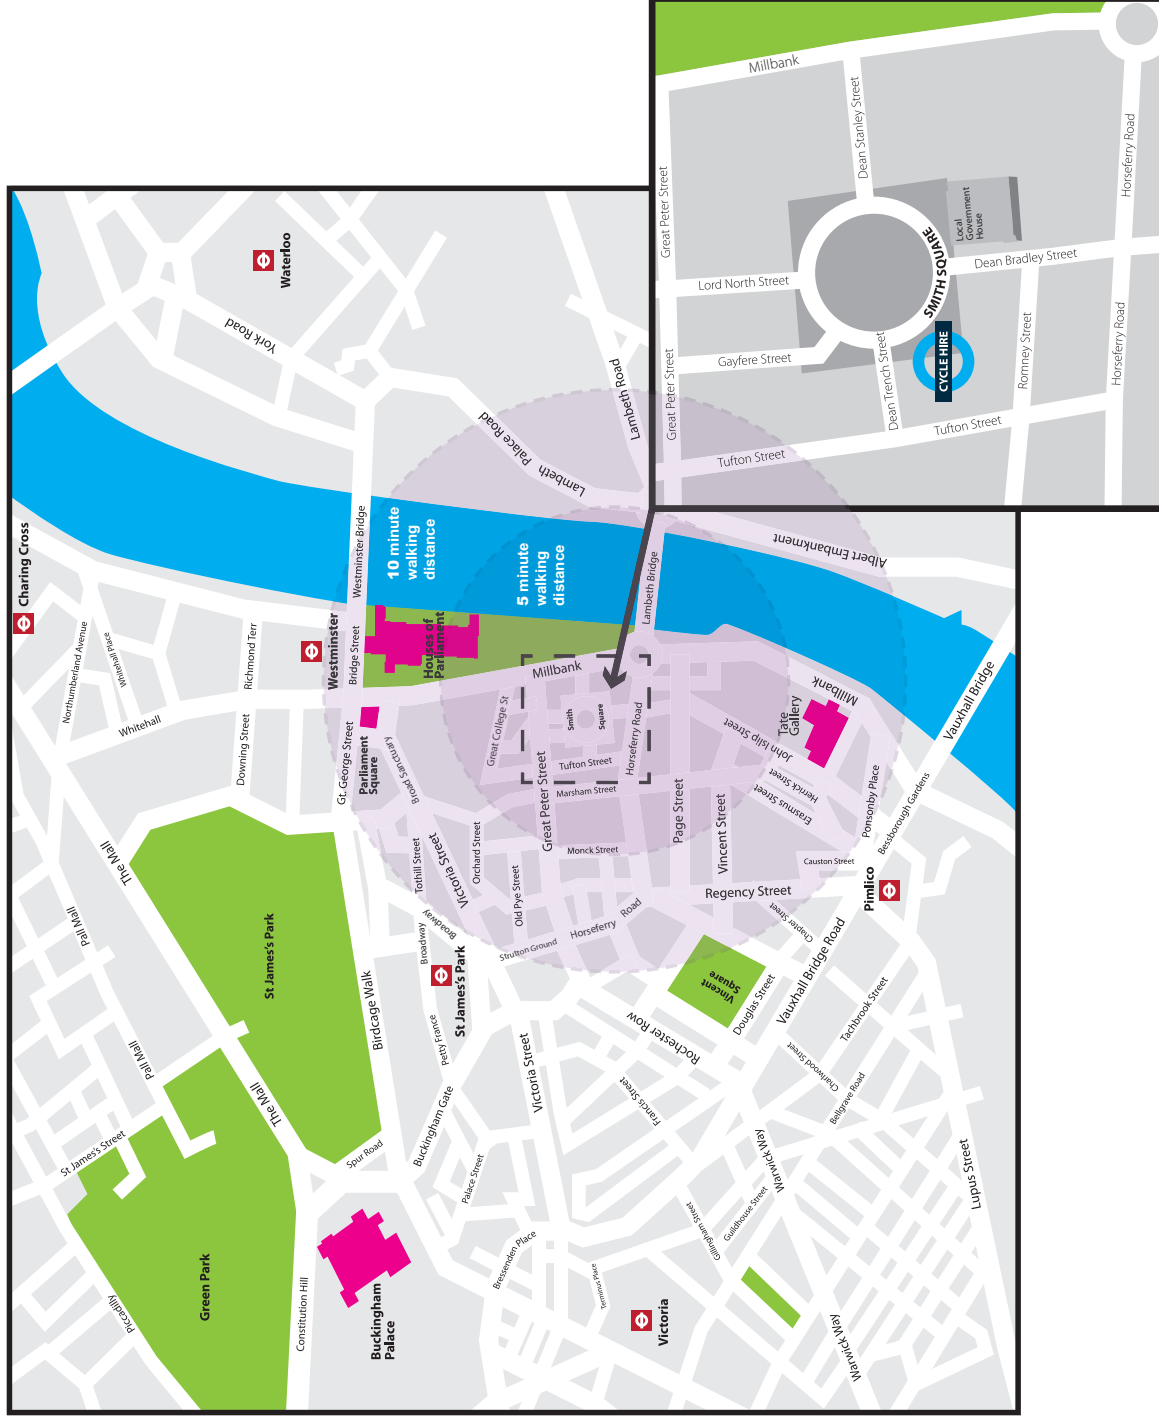 Millbank
Dean Stanley Street
Great Peter Street
Horseferry Road
Local
Government
House
SMITH SQUARE
Lord North Street
Dean Bradley Street
Gayfere Street
Great Peter Street
Dean Trench Street
CYCLE HIRE
Romney Street
Horseferry Road
Tufton Street
Tufton Street
Waterloo
York Road
Lambeth Road
Lambeth Palace Road
Charing Cross
Westminster Bridge
10 minute
walking
distance
5 minute
walking
distance
Albert Embankment
Lambeth Bridge
Northumberland Avenue
Whitehall Place
Richmond Terr
Westminster
Bridge Street
Houses of
Parliament
Millbank
Whitehall
Downing Street
Gt. George Street
Parliament
Square
Broad Sanctuary
Great College St
Smith
Square
Horseferry Road
Tufton Street
Marsham Street
Great Peter Street
John Islip Street
Tate
Gallery
Millbank
Vauxhall Bridge
Herrick Street
Erasmus Street
Ponsonby Place
Bessborough Gardens
Page Street
Vincent Street
Monck Street
Causton Street
Pimlico
Regency Street
The Mall
Pall Mall
St James's Park
Tothill Street
Victoria Street
Orchard Street
Old Pye Street
Broadway
Broadway
Strutton Ground
Horseferry Road
Chapter Street
Vauxhall Bridge Road
St James's Park
Birdcage Walk
Petty France
Vincent
Square
Douglas Street
Rochester Row
Tachbrook Street
Charlwood Street
Bellgrave Road
Pall Mall
The Mall
Victoria Street
Francis Street
Buckingham Gate
St James's Street
Spur Road
Palace Street
Warwick Way
Lupus Street
Guildhouse Street
Gillingham Street
Green Park
Piccadilly
Constitution Hill
Buckingham
Palace
Bressenden Place
Terminus Place
Victoria
Warwick Way